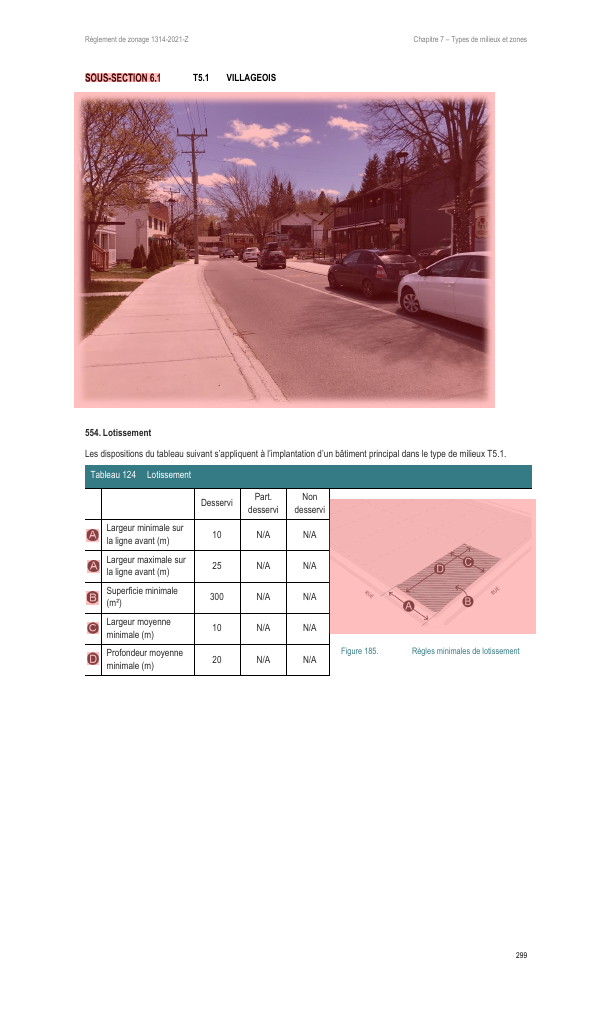 Règlement de zonage 1314-2021-Z Chapitre 7 – Types de milieux et zones
SOUS-SECTION 6.1 T5.1 VILLAGEOIS
554. Lotissement
Les dispositions du tableau suivant s'appliquent à l'implantation d'un bâtiment principal dans le type de milieux T5.1.
Tableau 124 Lotissement
Desservi Part. desservi Non desservi
A Largeur minimale sur la ligne avant (m) 10 N/A N/A
A Largeur maximale sur la ligne avant (m) 25 N/A N/A
B Superficie minimale (m²) 300 N/A N/A
C Largeur moyenne minimale (m) 10 N/A N/A
D Profondeur moyenne minimale (m) 20 N/A N/A
D C
RUE A B RUE
Figure 185. Règles minimales de lotissement
299